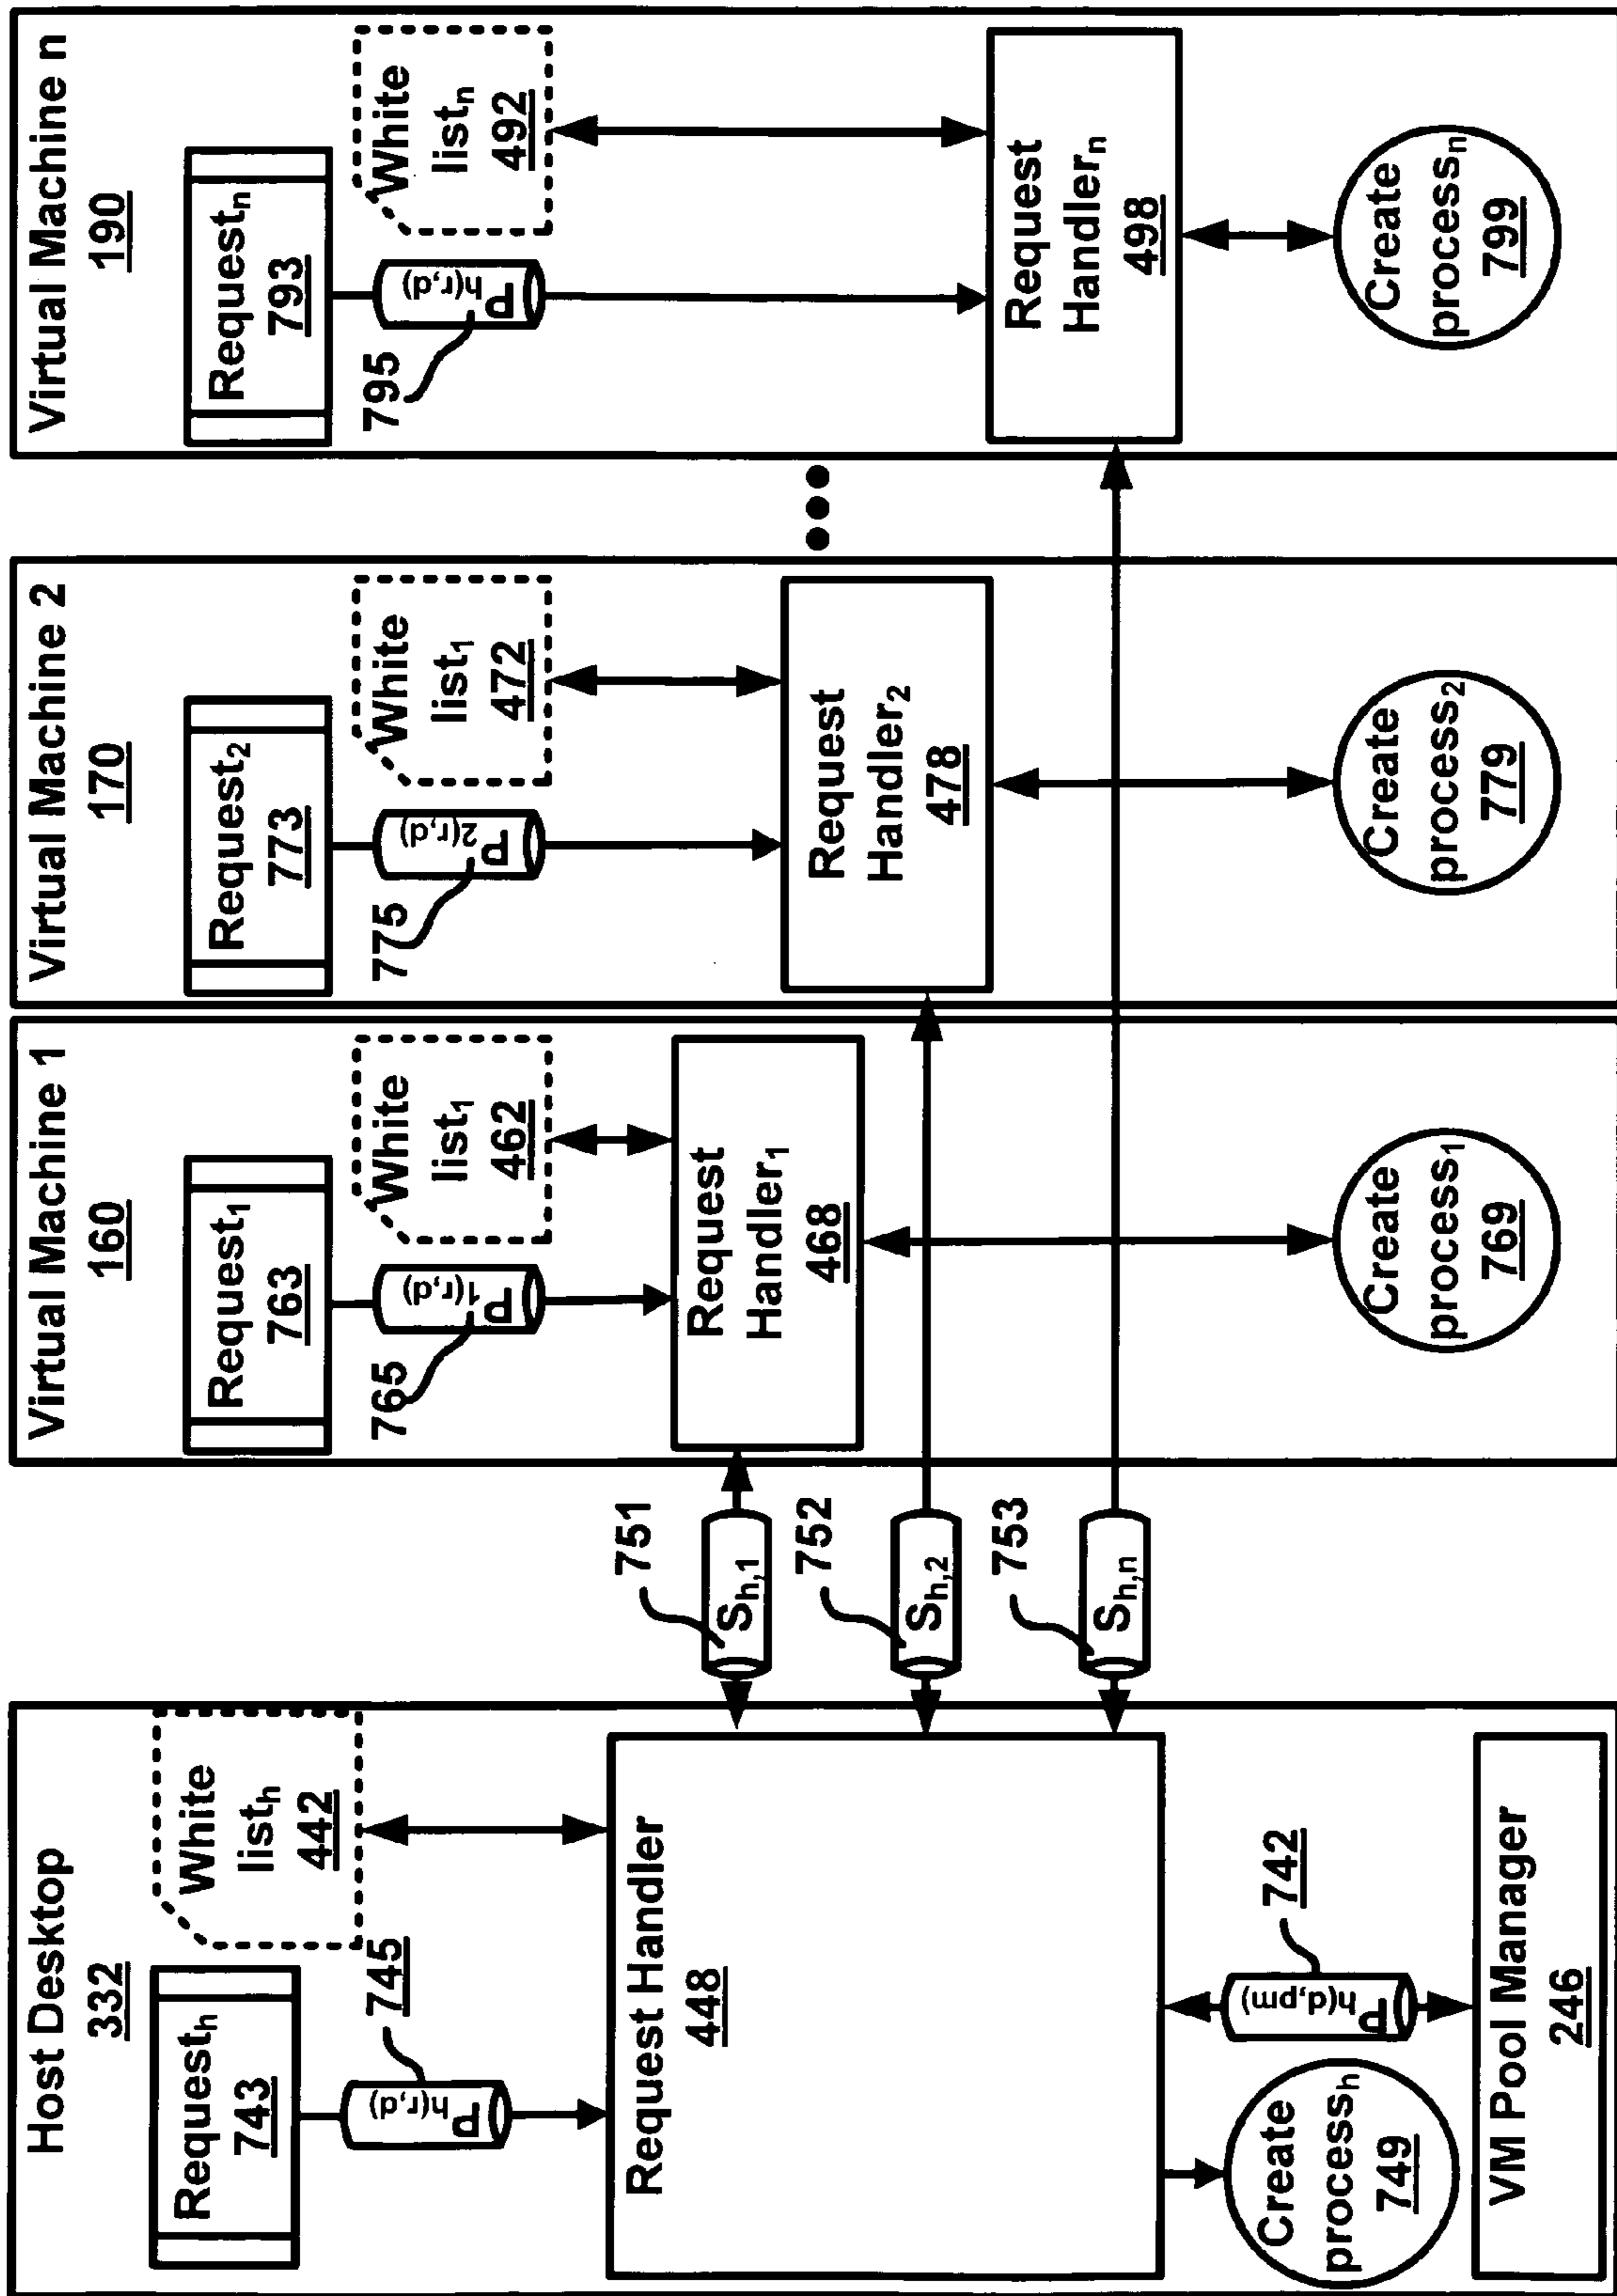 Host Desktop
332
Request_h
743
White
list_h
442
P_h(r,d)
745
Request Handler
448
Create
process_h
749
P_h(d,pm)
742
VM Pool Manager
246
S_h,1
751
S_h,2
752
S_h,n
753
Virtual Machine 1
160
Request_1
763
White
list_1
462
P_1(r,d)
765
Request
Handler_1
468
Create
process_1
769
Virtual Machine 2
170
Request_2
773
White
list_1
472
P_2(r,d)
775
Request
Handler_2
478
Create
process_2
779
Virtual Machine n
190
Request_n
793
White
list_n
492
P_h(r,d)
795
Request
Handler_n
498
Create
process_n
799